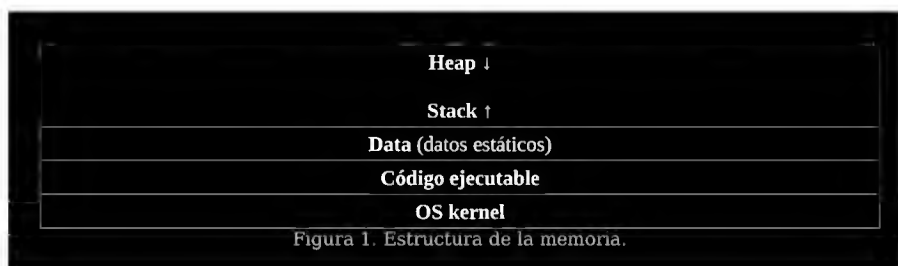 Heap ↓
Stack ↑
Data (datos estáticos)
Código ejecutable
OS kernel
Figura 1. Estructura de la memoria.